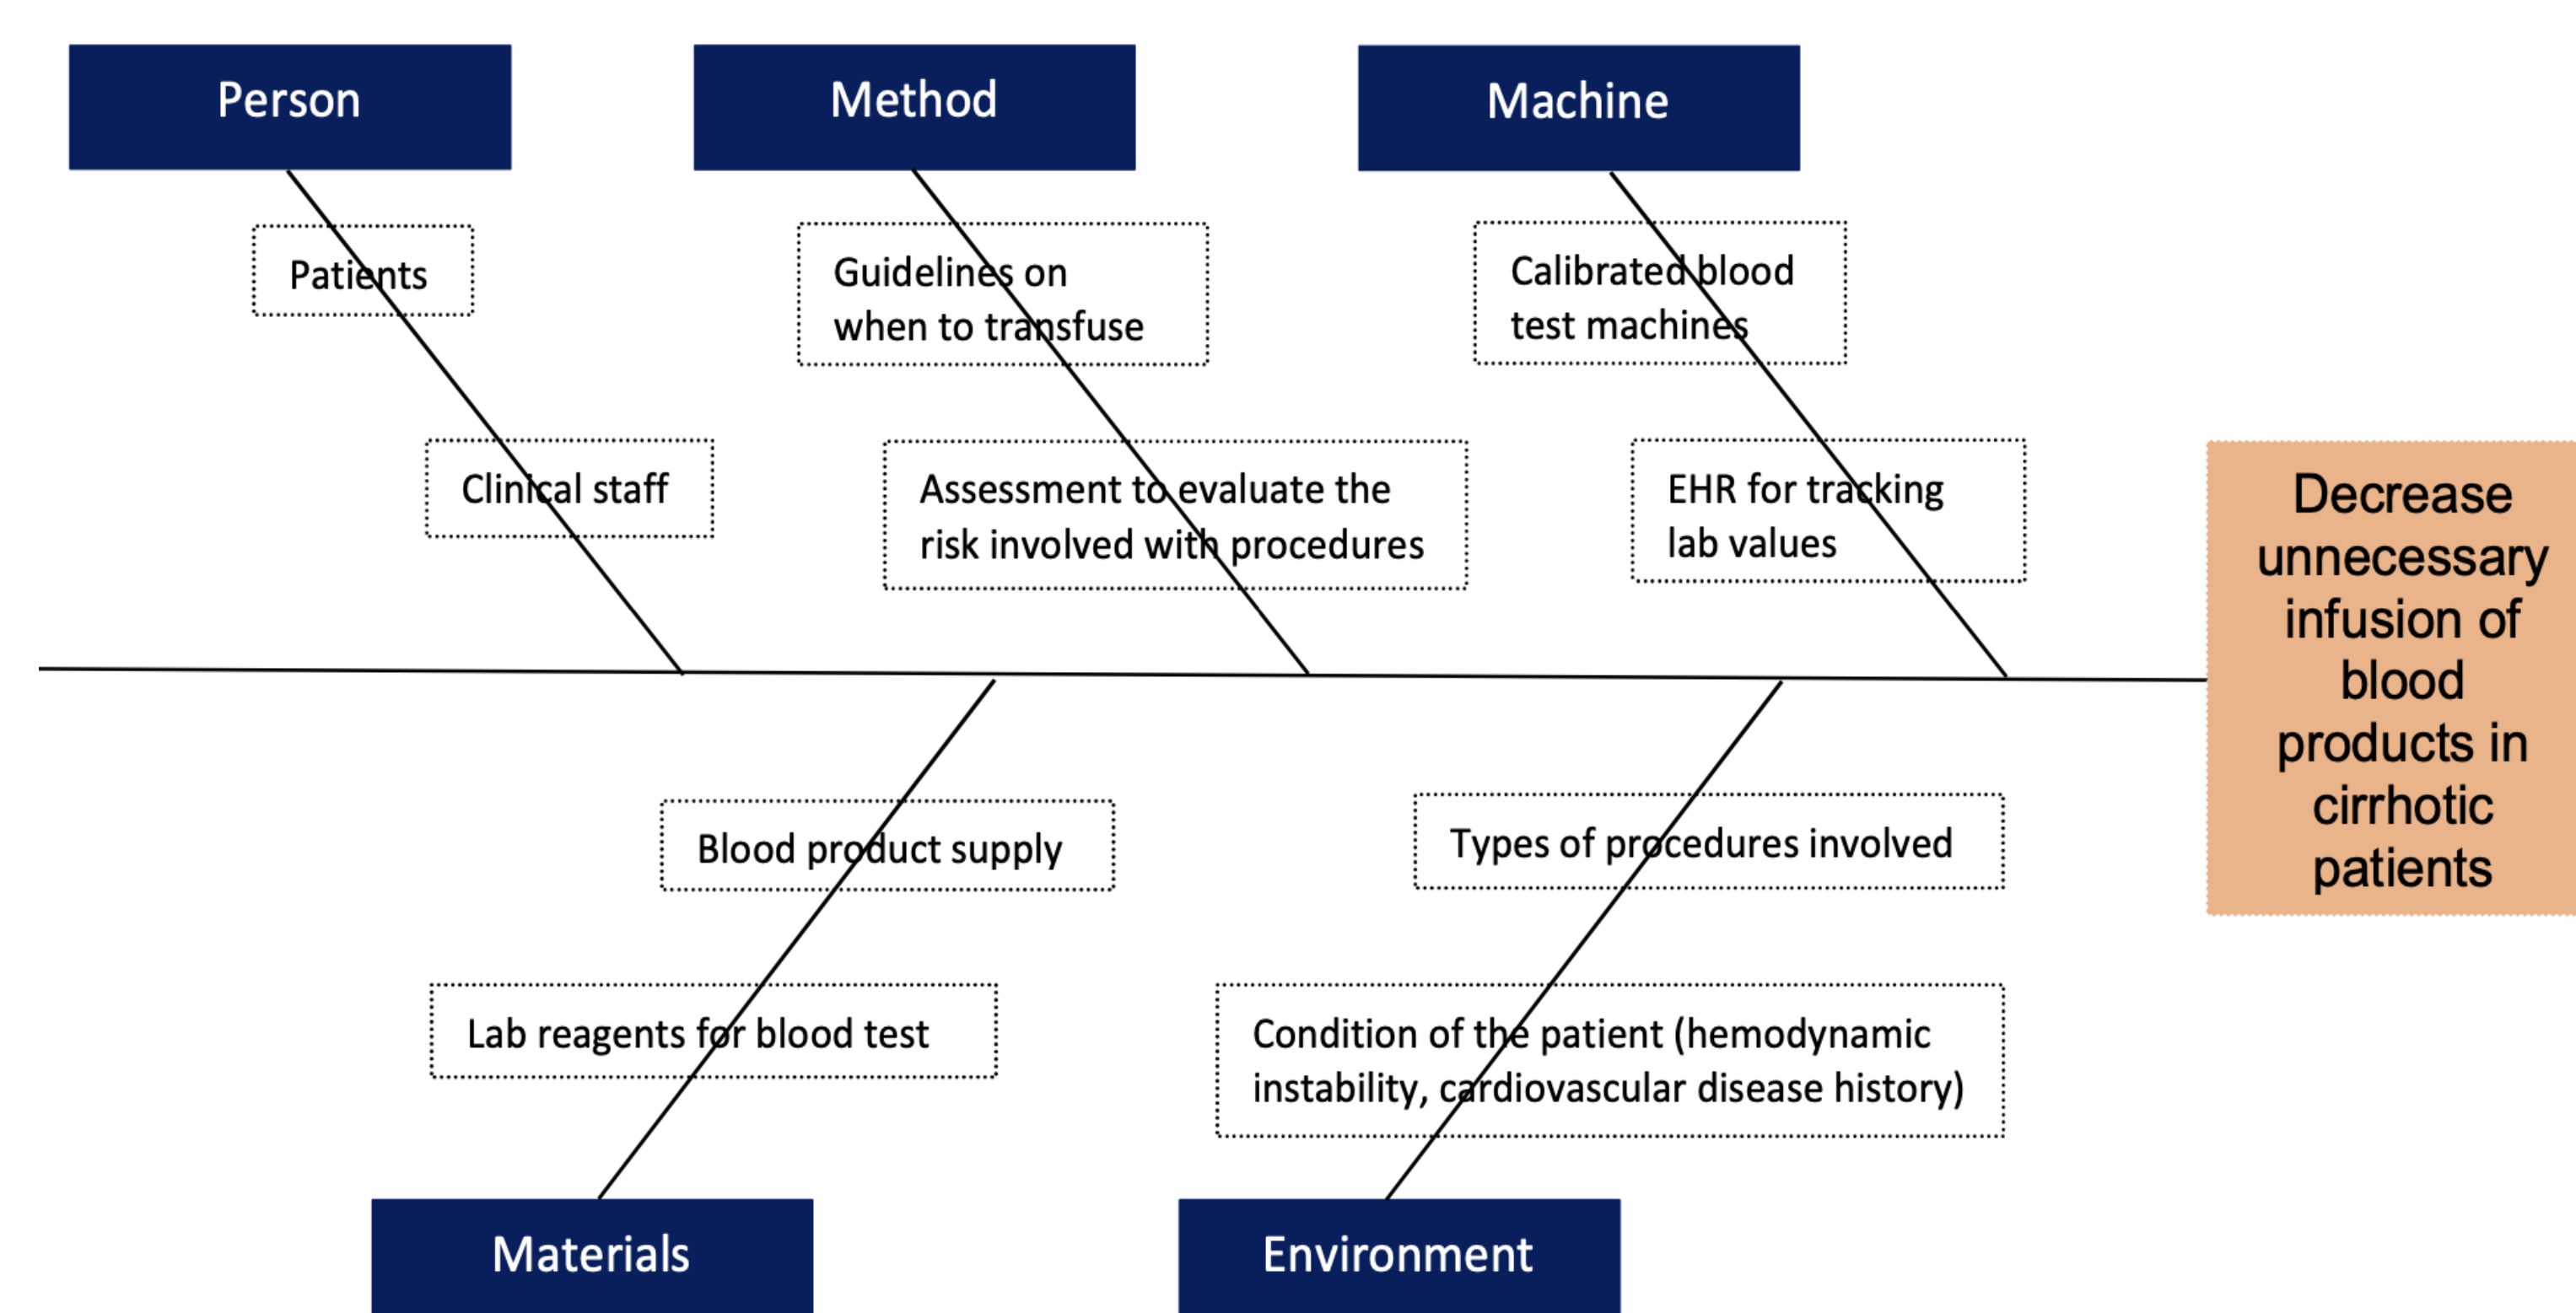 Person
Method
Machine
Patients
Guidelines on
when to transfuse
Calibrated blood
test machines
Clinical staff
Assessment to evaluate the
risk involved with procedures
EHR for tracking
lab values
Decrease
unnecessary
infusion of
blood
products in
cirrhotic
patients
Blood product supply
Types of procedures involved
Lab reagents for blood test
Condition of the patient (hemodynamic
instability, cardiovascular disease history)
Materials
Environment